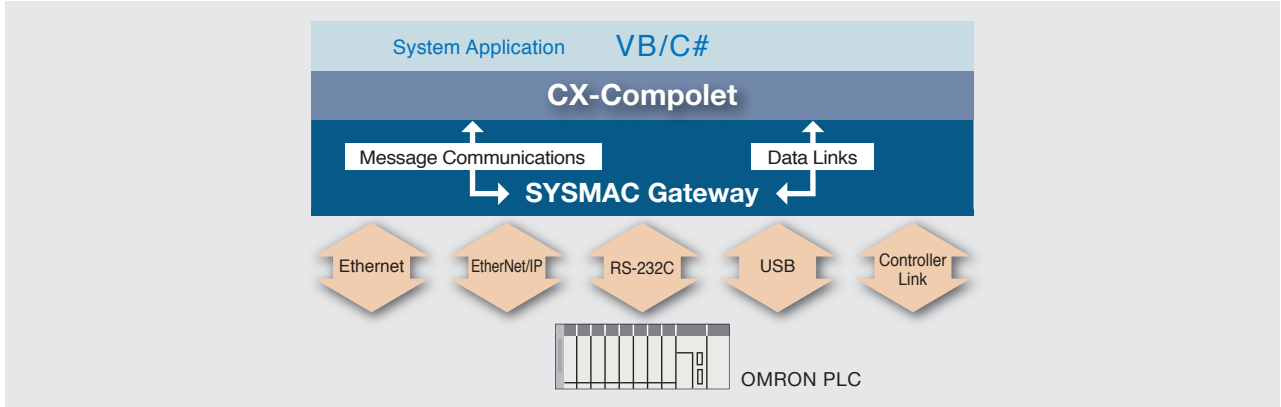 System Application VB/C#
CX-Compolet
Message Communications Data Links
SYSMAC Gateway
Ethernet EtherNet/IP RS-232C USB Controller
Link
OMRON PLC